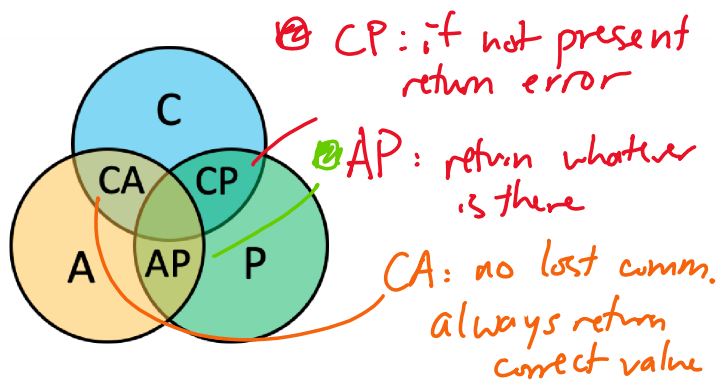 CP: if not present
return error
C
AP: return whatever
is there
CA
CP
A
AP
P
CA: no lost comm.
always return
correct value